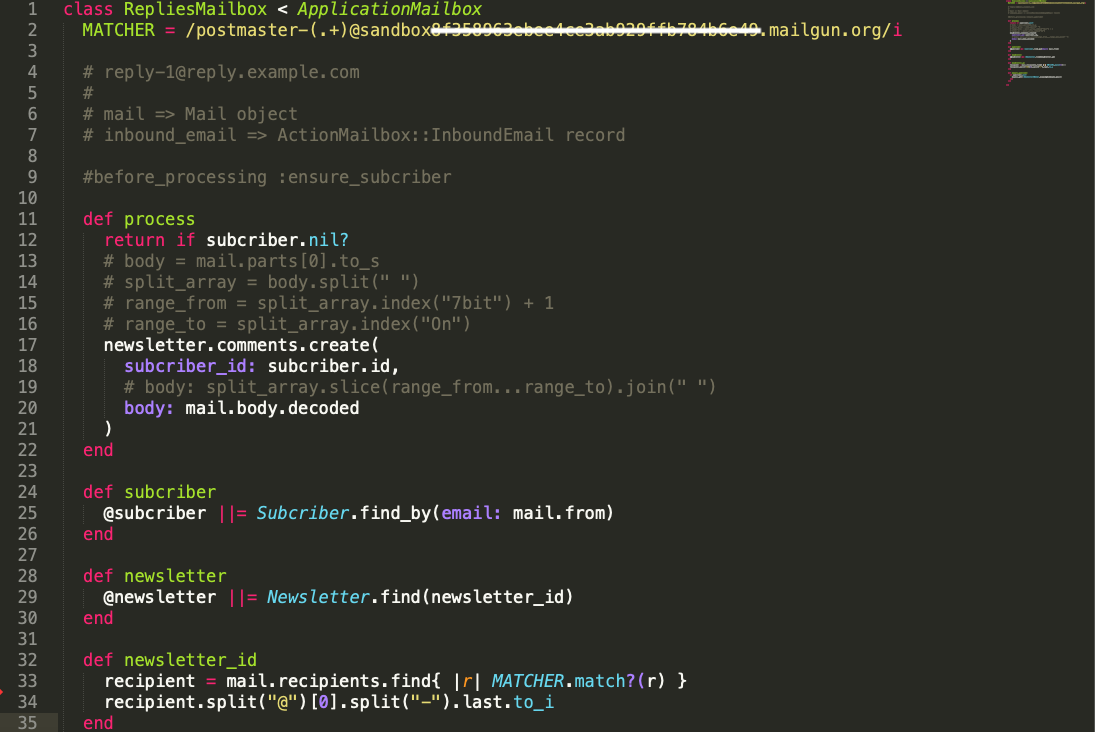 1 class RepliesMailbox < ApplicationMailbox
2 MATCHER = /postmaster-(.+)@sandbox .mailgun.org/i
3
4 # reply-1@reply.example.com
5 #
6 # mail => Mail object
7 # inbound_email => ActionMailbox::InboundEmail record
8
9 #before_processing :ensure_subcriber
10
11 def process
12 return if subcriber.nil?
13 # body = mail.parts[0].to_s
14 # split_array = body.split(" ")
15 # range_from = split_array.index("7bit") + 1
16 # range_to = split_array.index("On")
17 newsletter.comments.create(
18 subcriber_id: subcriber.id,
19 # body: split_array.slice(range_from...range_to).join(" ")
20 body: mail.body.decoded
21 )
22 end
23
24 def subcriber
25 @subcriber ||= Subcriber.find_by(email: mail.from)
26 end
27
28 def newsletter
29 @newsletter ||= Newsletter.find(newsletter_id)
30 end
31
32 def newsletter_id
33 recipient = mail.recipients.find{ |r| MATCHER.match?(r) }
34 recipient.split("@")[0].split("-").last.to_i
35 end